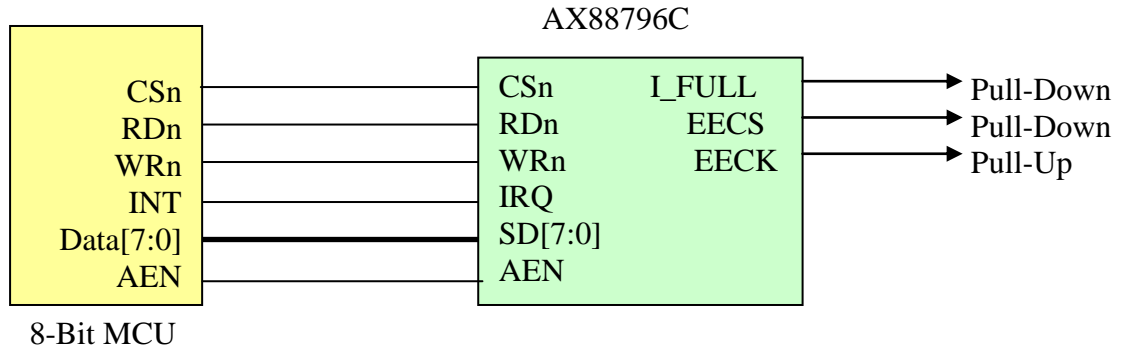 AX88796C
CSn
RDn
WRn
INT
Data[7:0]
AEN
8-Bit MCU
CSn I_FULL
RDn EECS
WRn EECK
IRQ
SD[7:0]
AEN
Pull-Down
Pull-Down
Pull-Up